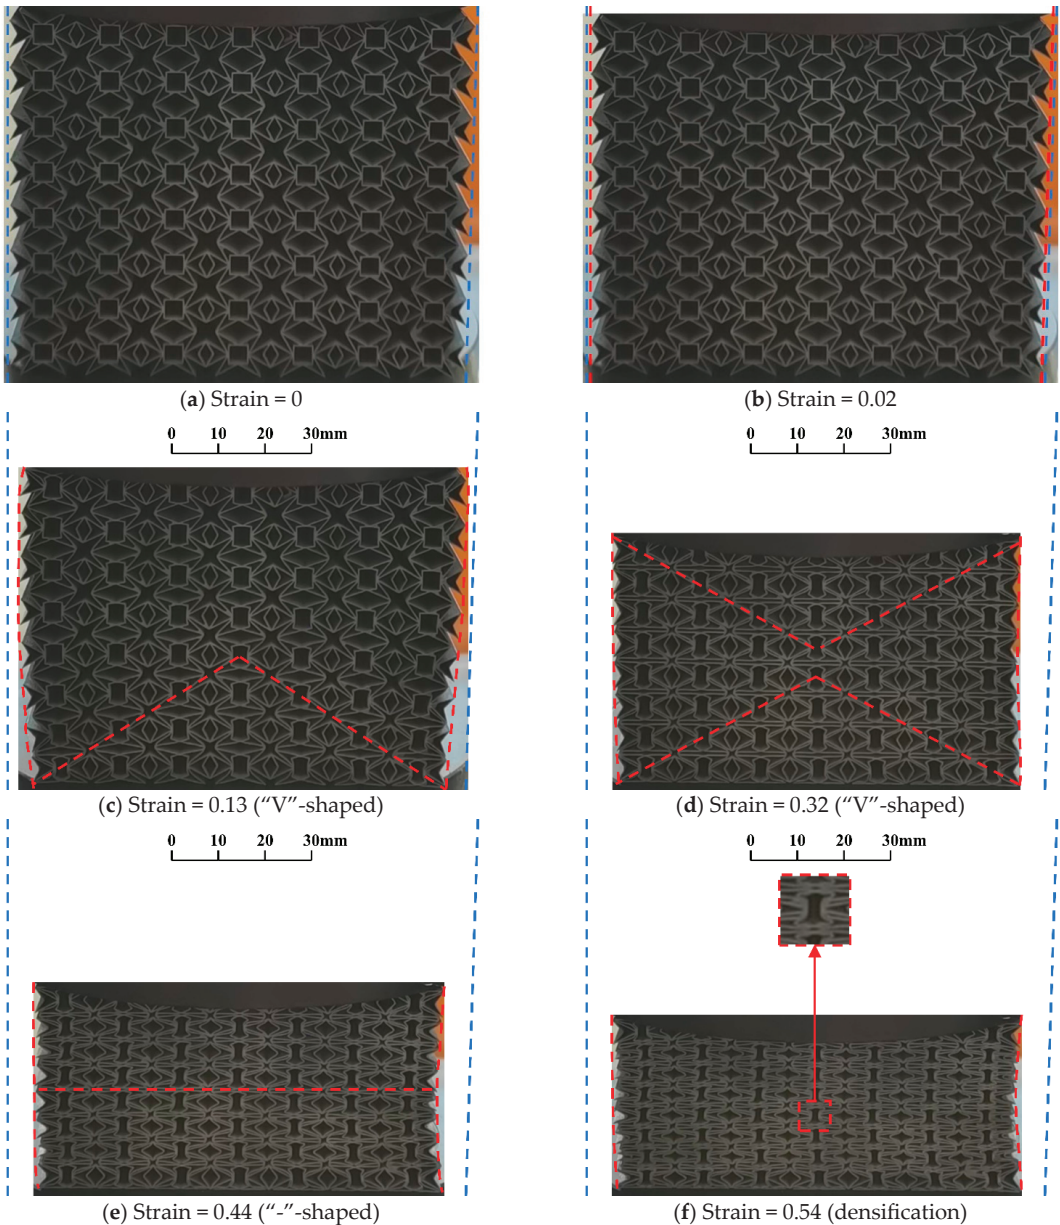 (a) Strain = 0
(b) Strain = 0.02
0 10 20 30mm
0 10 20 30mm
(c) Strain = 0.13 (“V”-shaped)
(d) Strain = 0.32 (“V”-shaped)
0 10 20 30mm
0 10 20 30mm
(e) Strain = 0.44 (“-”-shaped)
(f) Strain = 0.54 (densification)